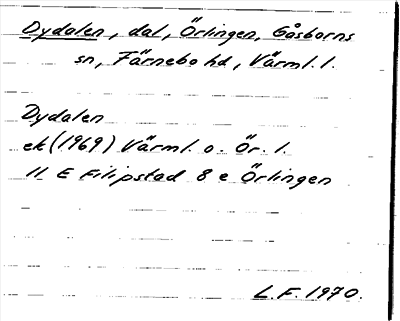 Dydalen, dal, Örlingen, Gåsborns
sn, Färnebo hd, Värml. l.
Dydalen
ek (1969) Värml. o. Ör. l.
11 E Filipstad 8 e Örlingen
L.F. 1970.